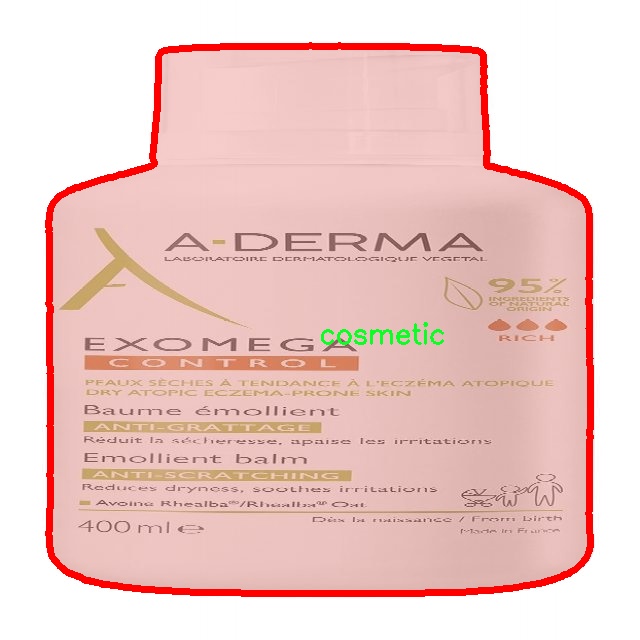 A-DERMA
LABORATOIRE DERMATOLOGIQUE VEGETAL
95%
INGREDIENTS
OF NATURAL
ORIGIN
RICH
EXOMEGA
cosmetic
CONTROL
PEAUX SÈCHES À TENDANCE À L'ECZÉMA ATOPIQUE
DRY ATOPIC ECZEMA-PRONE SKIN
Baume émollient
ANTI-GRATTAGE
Réduit la sécheresse, apaise les irritations
Emollient balm
ANTI-SCRATCHING
Reduces dryness, soothes irritations
Avoine Rhealba®/Rhealba® Oat
400 ml ℮
Dès la naissance / From birth
Made in France